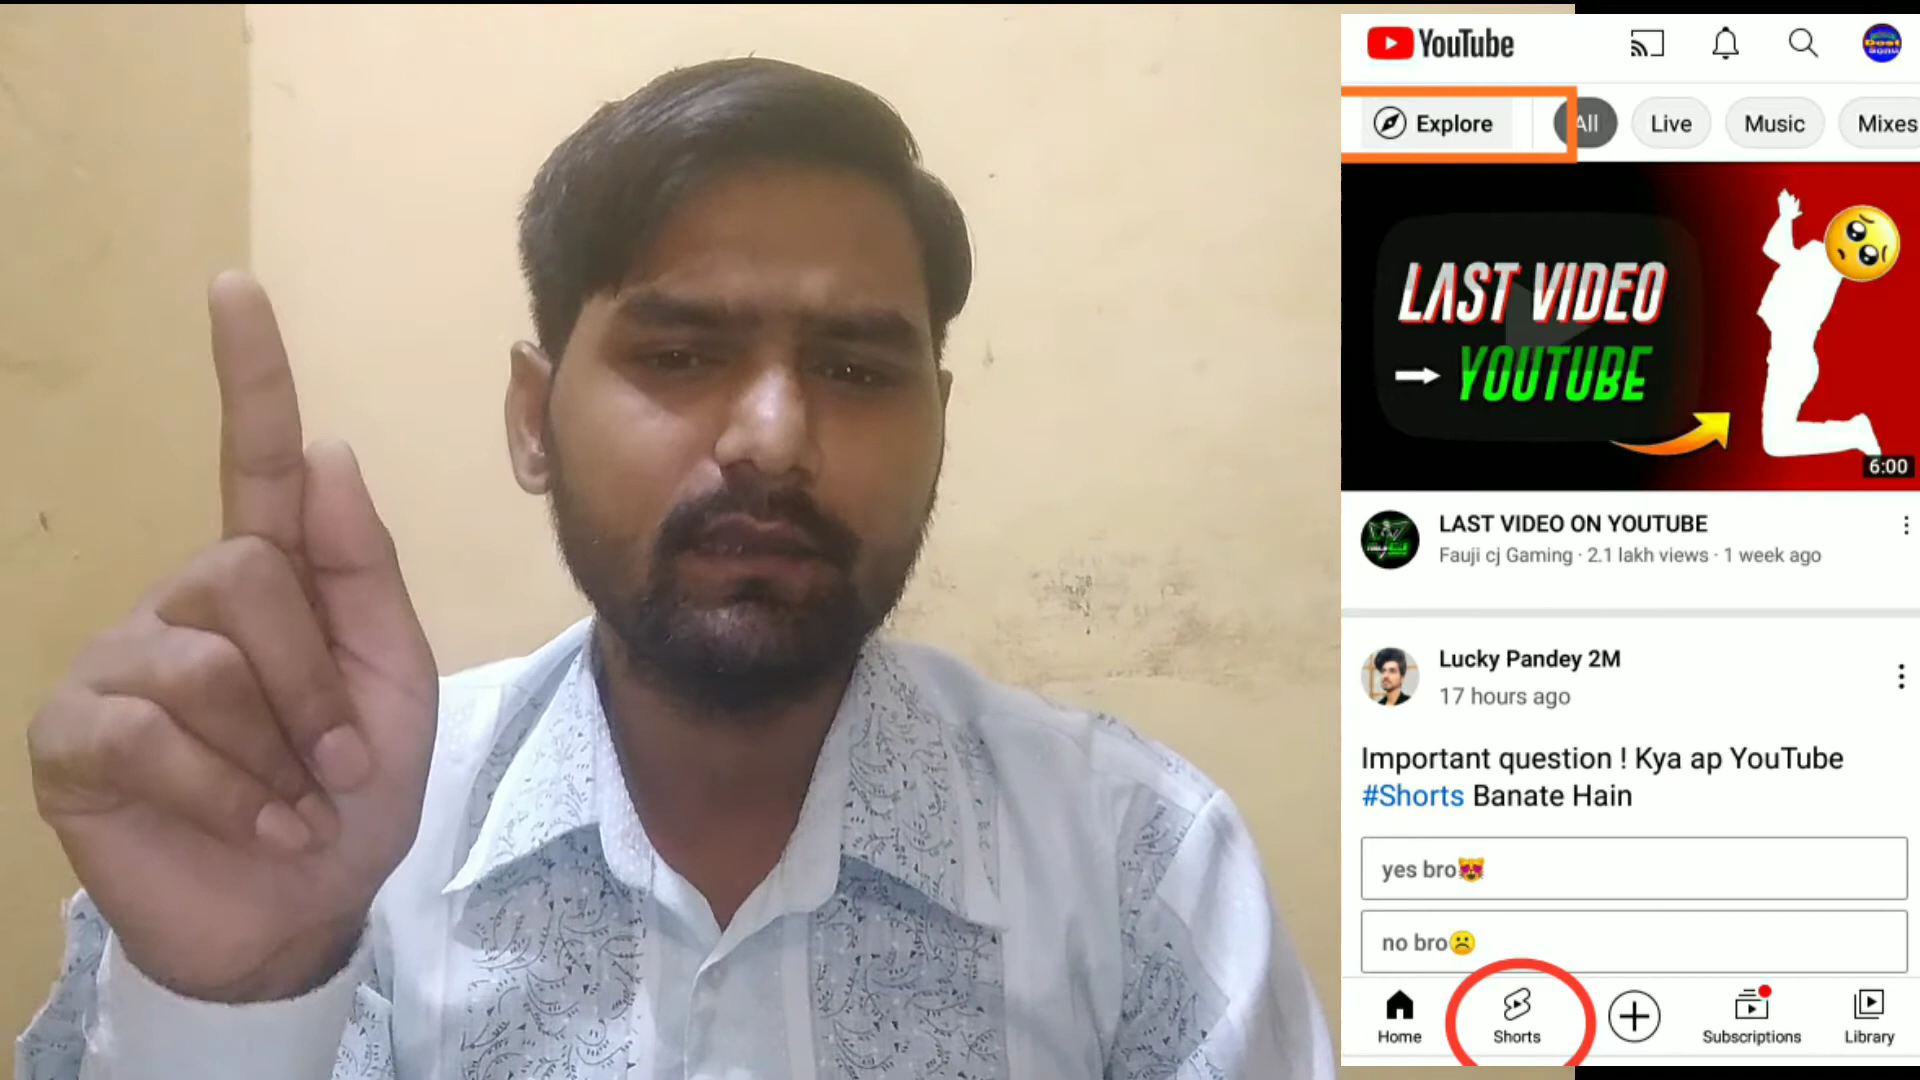 YouTube
Explore All Live Music Mixes
LAST VIDEO
YOUTUBE
6:00
LAST VIDEO ON YOUTUBE
Fauji cj Gaming · 2.1 lakh views · 1 week ago
Lucky Pandey 2M
17 hours ago
Important question ! Kya ap YouTube
#Shorts Banate Hain
yes bro😻
no bro☹️
Home Shorts Subscriptions Library